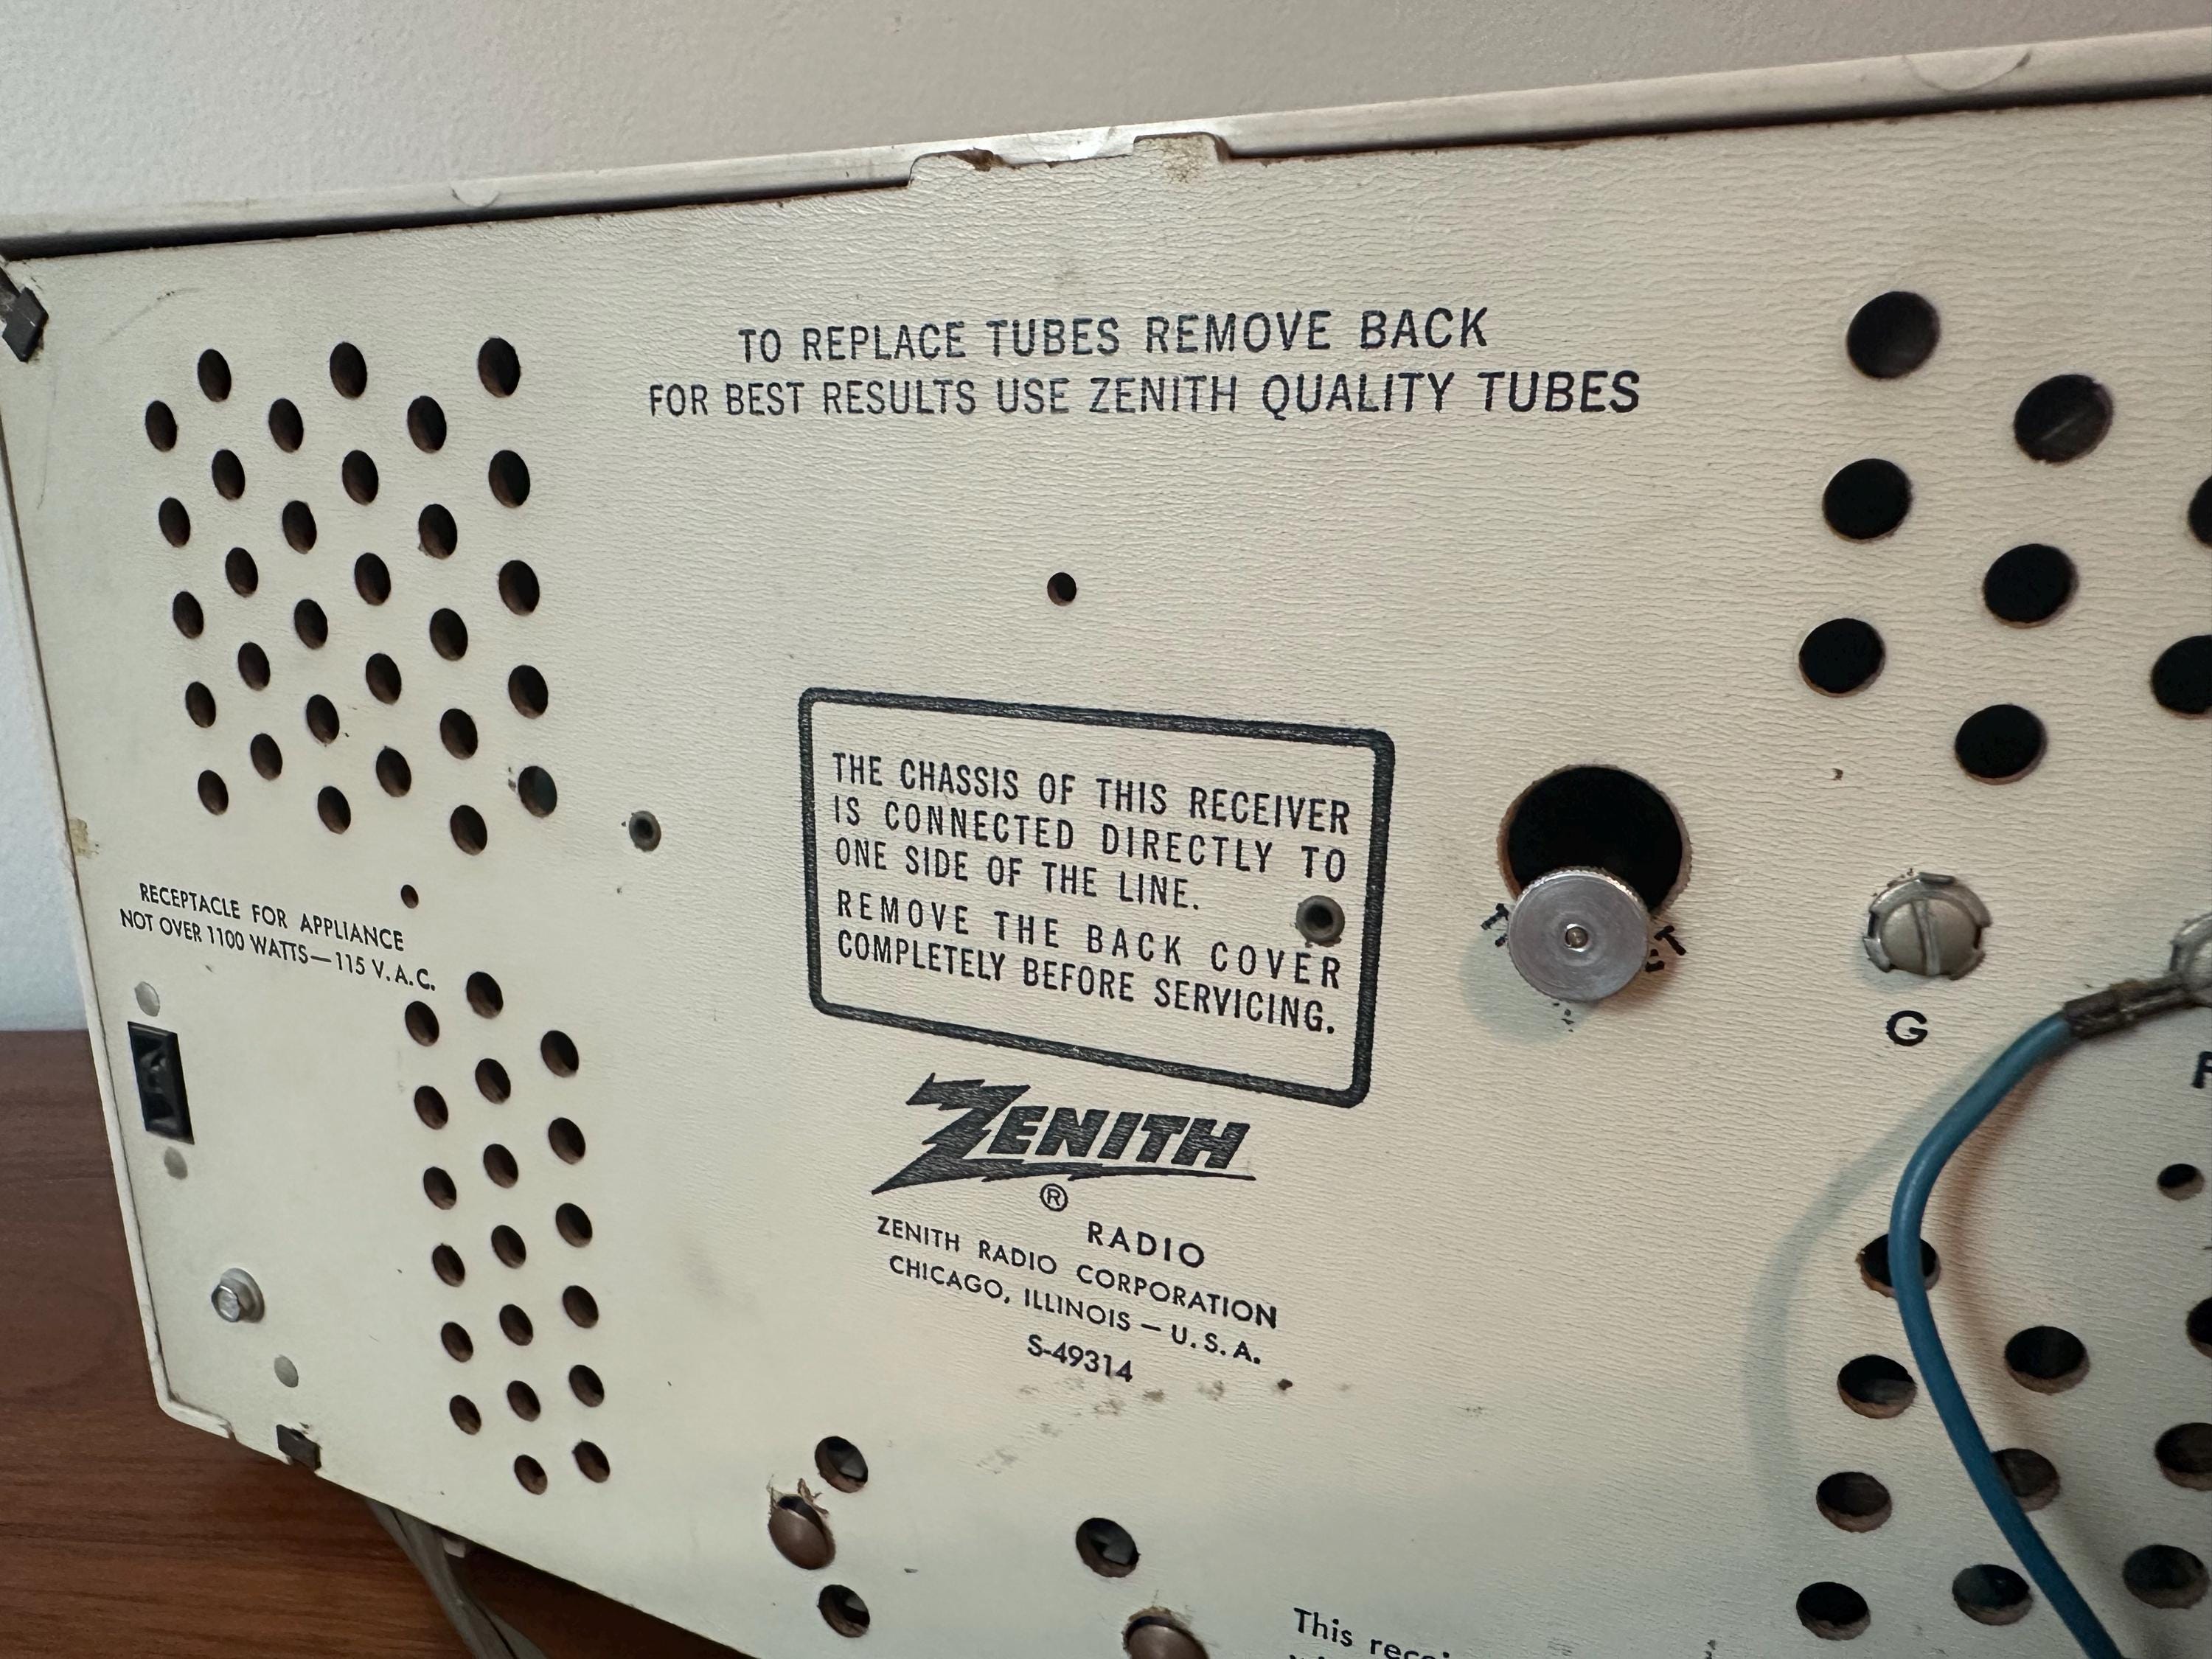 TO REPLACE TUBES REMOVE BACK
FOR BEST RESULTS USE ZENITH QUALITY TUBES
THE CHASSIS OF THIS RECEIVER
IS CONNECTED DIRECTLY TO
ONE SIDE OF THE LINE.
REMOVE THE BACK COVER
COMPLETELY BEFORE SERVICING.
RECEPTACLE FOR APPLIANCE
NOT OVER 1100 WATTS—115 V.A.C.
G
ZENITH
®
RADIO
ZENITH RADIO CORPORATION
CHICAGO, ILLINOIS — U.S.A.
S-49314
This